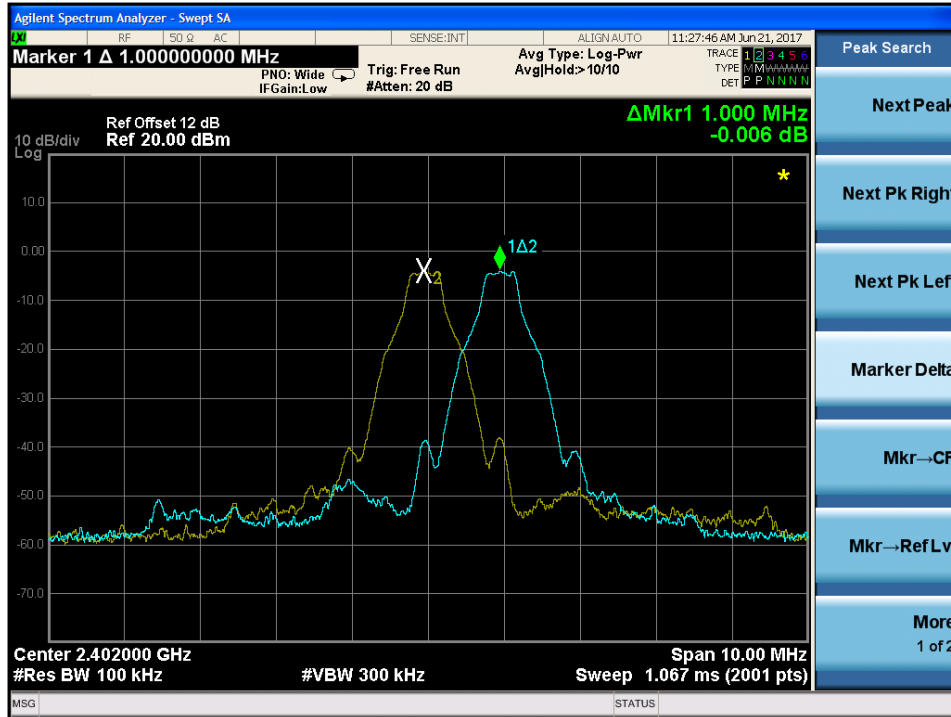 Agilent Spectrum Analyzer - Swept SA
LXI RF 50 Ω AC SENSE:INT ALIGN AUTO 11:27:46 AM Jun 21, 2017
Marker 1 Δ 1.000000000 MHz
PNO: Wide
IFGain:Low
Trig: Free Run
#Atten: 20 dB
Avg Type: Log-Pwr
Avg|Hold:>10/10
TRACE 1 2 3 4 5 6
TYPE M M W W W W
DET P P N N N N
ΔMkr1 1.000 MHz
-0.006 dB
Ref Offset 12 dB
10 dB/div Ref 20.00 dBm
Log
10.0
0.00
-10.0
-20.0
-30.0
-40.0
-50.0
-60.0
-70.0
*
1Δ2
X2
Center 2.402000 GHz Span 10.00 MHz
#Res BW 100 kHz #VBW 300 kHz Sweep 1.067 ms (2001 pts)
MSG STATUS
Peak Search
Next Peak
Next Pk Right
Next Pk Lef
Marker Delta
Mkr→CF
Mkr→Ref Lv
More
1 of 2